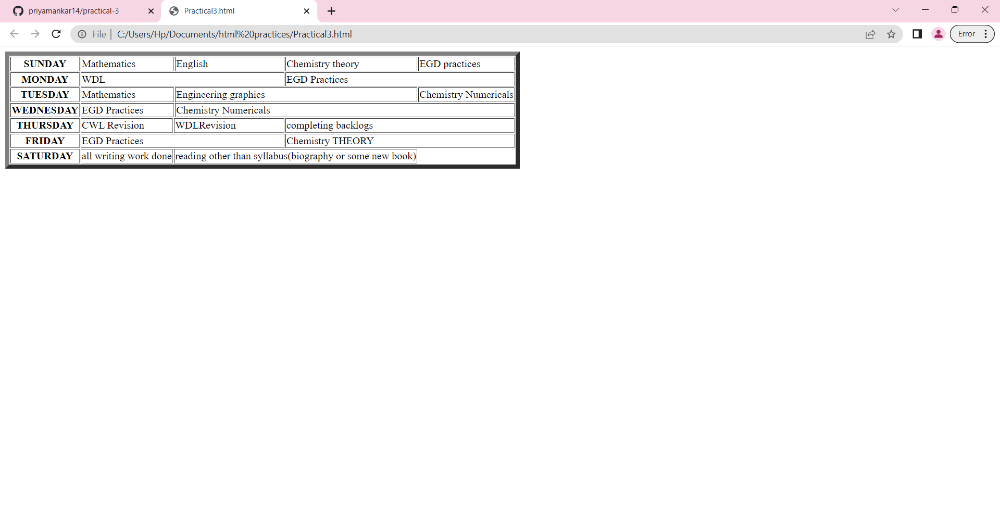 priyamankar14/practical-3 Practical3.html
File C:/Users/Hp/Documents/html%20practices/Practical3.html Error
SUNDAY Mathematics English Chemistry theory EGD practices
MONDAY WDL EGD Practices
TUESDAY Mathematics Engineering graphics Chemistry Numericals
WEDNESDAY EGD Practices Chemistry Numericals
THURSDAY CWL Revision WDLRevision completing backlogs
FRIDAY EGD Practices Chemistry THEORY
SATURDAY all writing work done reading other than syllabus(biography or some new book)